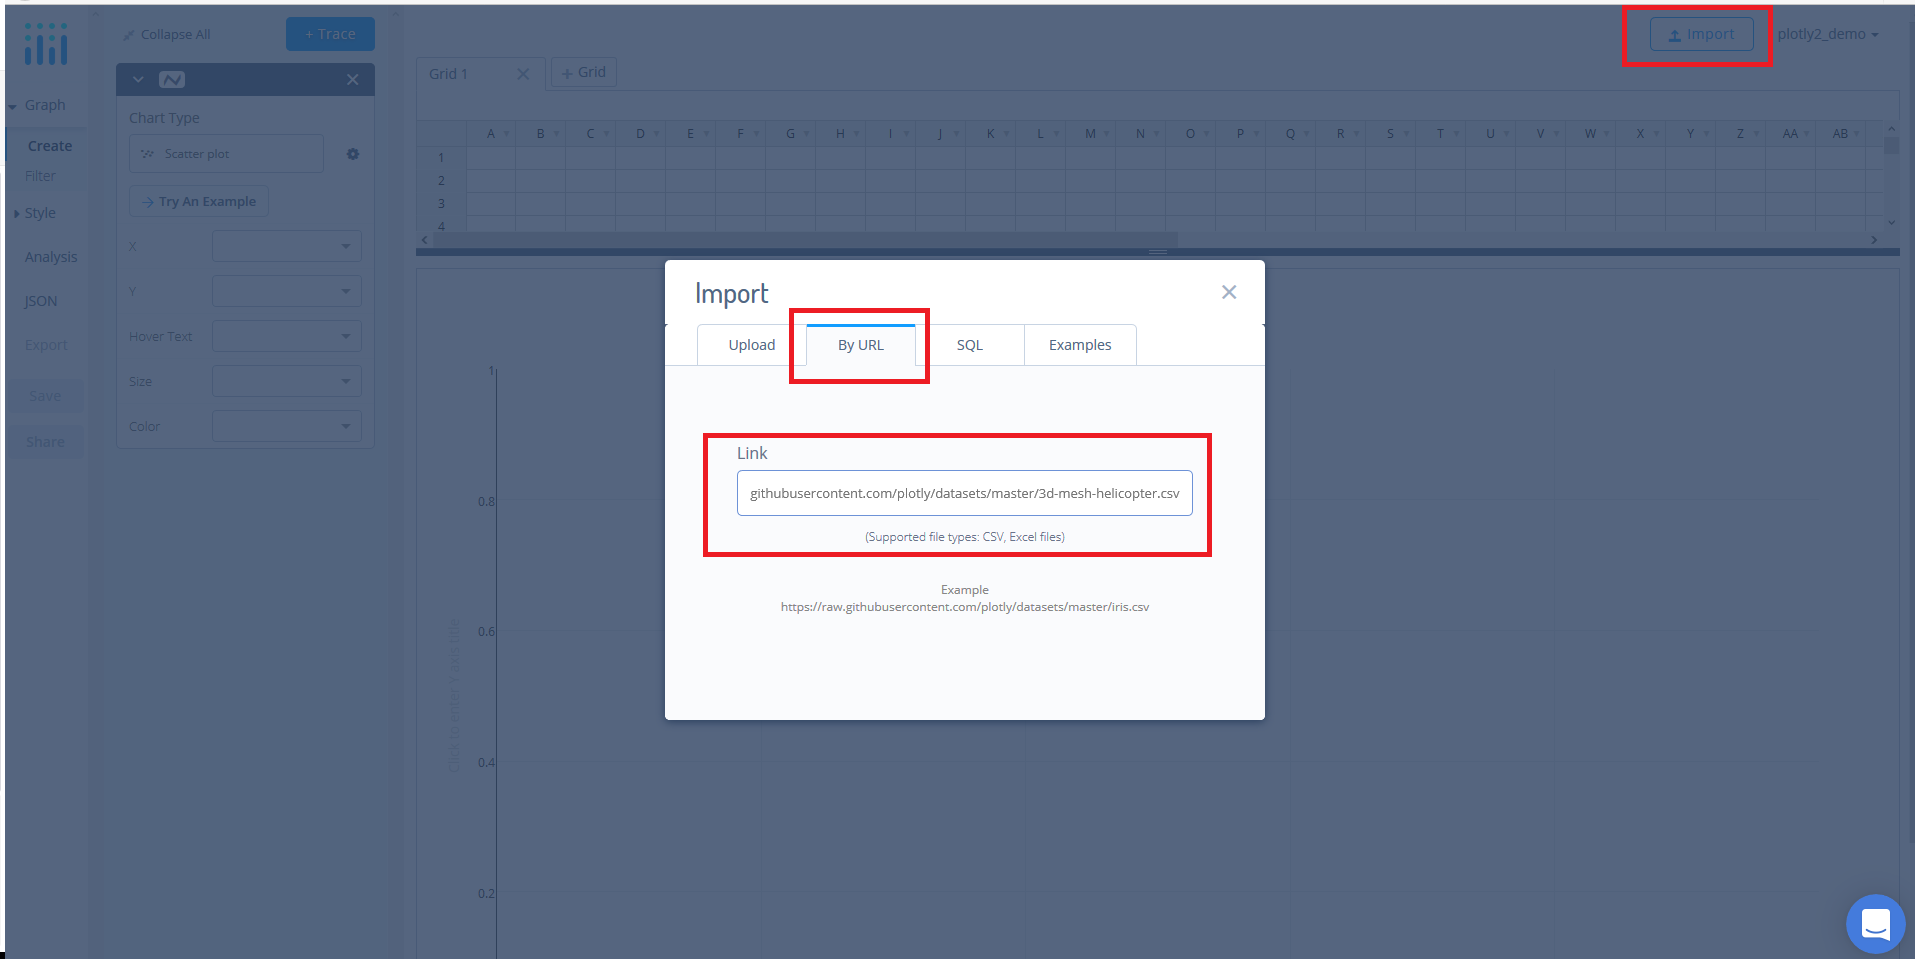 Collapse All
+ Trace
Import
plotly2_demo
Grid 1
+ Grid
Graph
Create
Filter
Style
Analysis
JSON
Export
Save
Share
Chart Type
Scatter plot
Try An Example
X
Y
Hover Text
Size
Color
A B C D E F G H I J K L M N O P Q R S T U V W X Y Z AA AB
1
2
3
4
Import
Upload
By URL
SQL
Examples
Link
githubusercontent.com/plotly/datasets/master/3d-mesh-helicopter.csv
(Supported file types: CSV, Excel files)
Example
https://raw.githubusercontent.com/plotly/datasets/master/iris.csv
1
0.8
0.6
0.4
0.2
Click to enter Y axis title